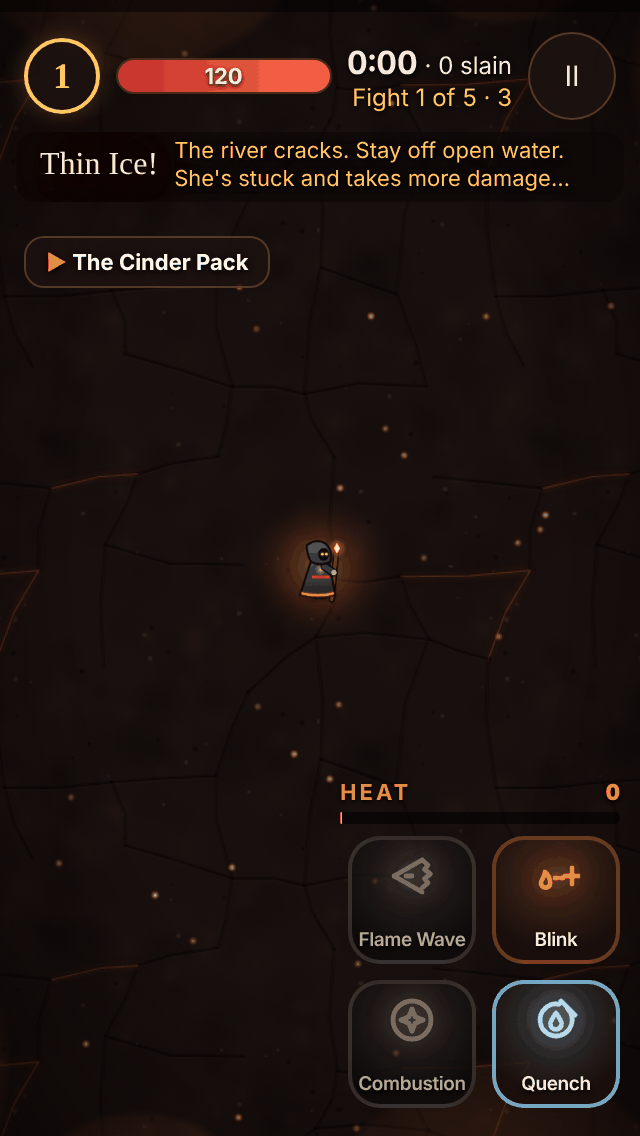 1
120
0:00 · 0 slain
Fight 1 of 5 · 3
Thin Ice!
The river cracks. Stay off open water.
She's stuck and takes more damage...
The Cinder Pack
HEAT 0
Flame Wave
Blink
Combustion
Quench